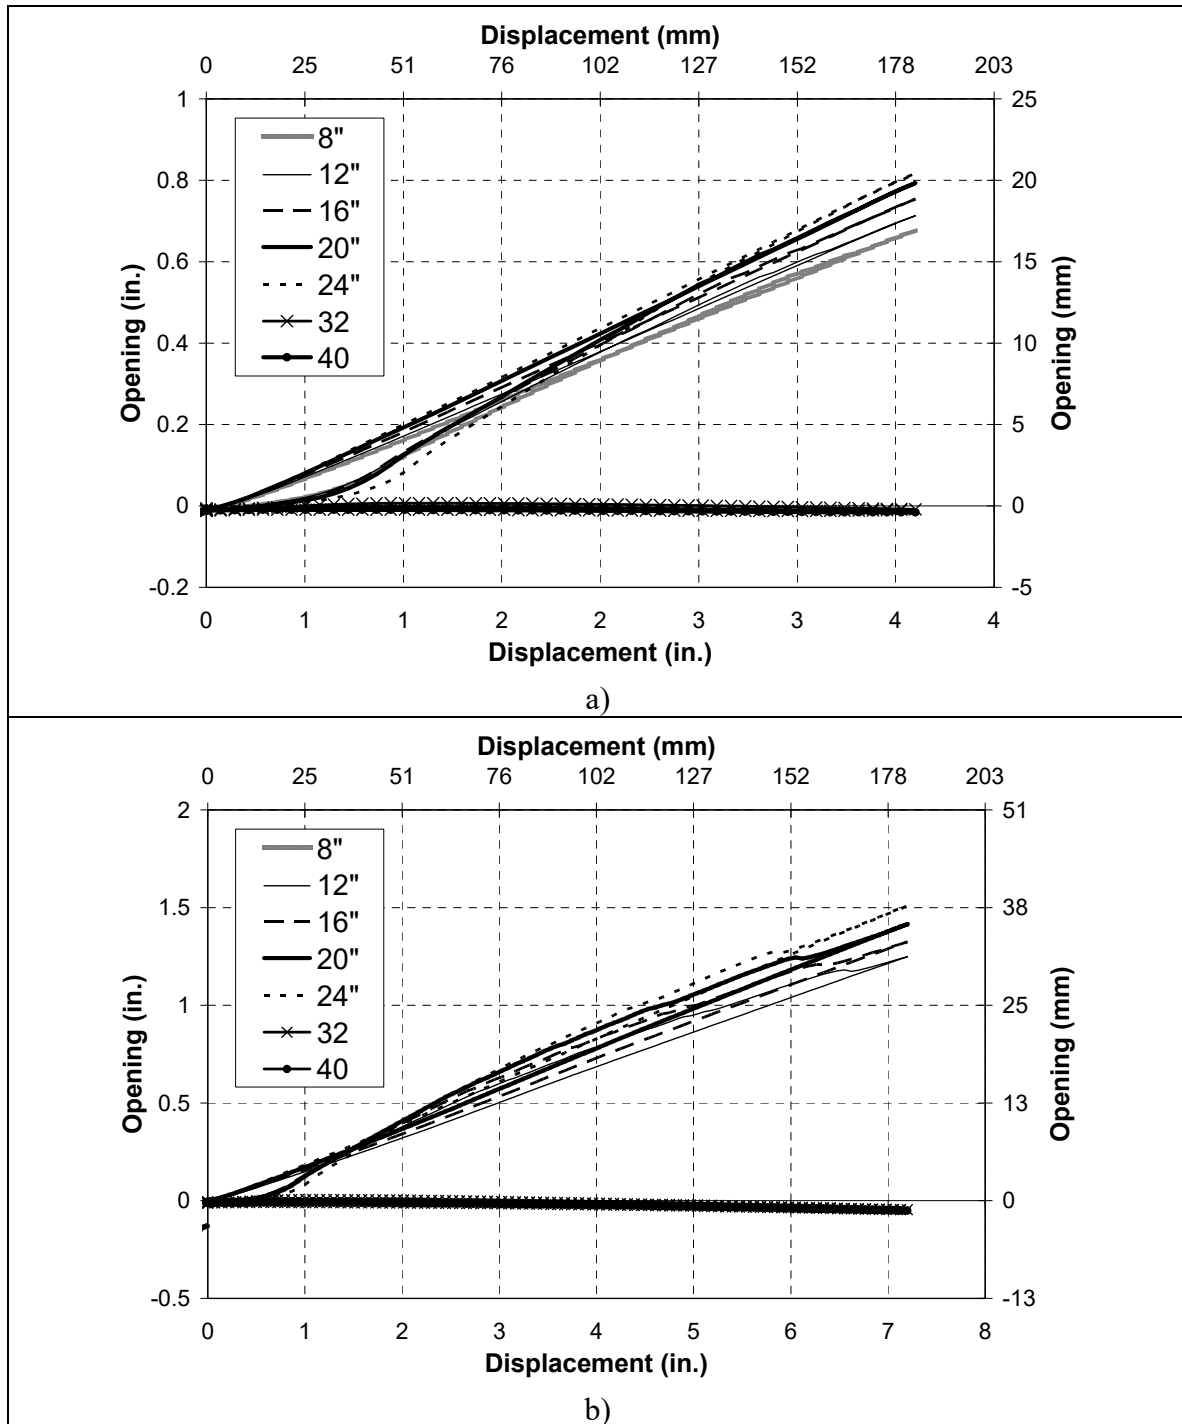 Displacement (mm)
0 25 51 76 102 127 152 178 203
1 25
8"
12"
0.8 20
16"
20"
0.6 15
24"
32
0.4 10
40
0.2 5
0 0
-0.2 -5
Opening (in.)
Opening (mm)
0 1 1 2 2 3 3 4 4
Displacement (in.)
a)
Displacement (mm)
0 25 51 76 102 127 152 178 203
2 51
8"
12"
1.5 38
16"
20"
24"
1 25
32
40
0.5 13
0 0
-0.5 -13
Opening (in.)
Opening (mm)
0 1 2 3 4 5 6 7 8
Displacement (in.)
b)